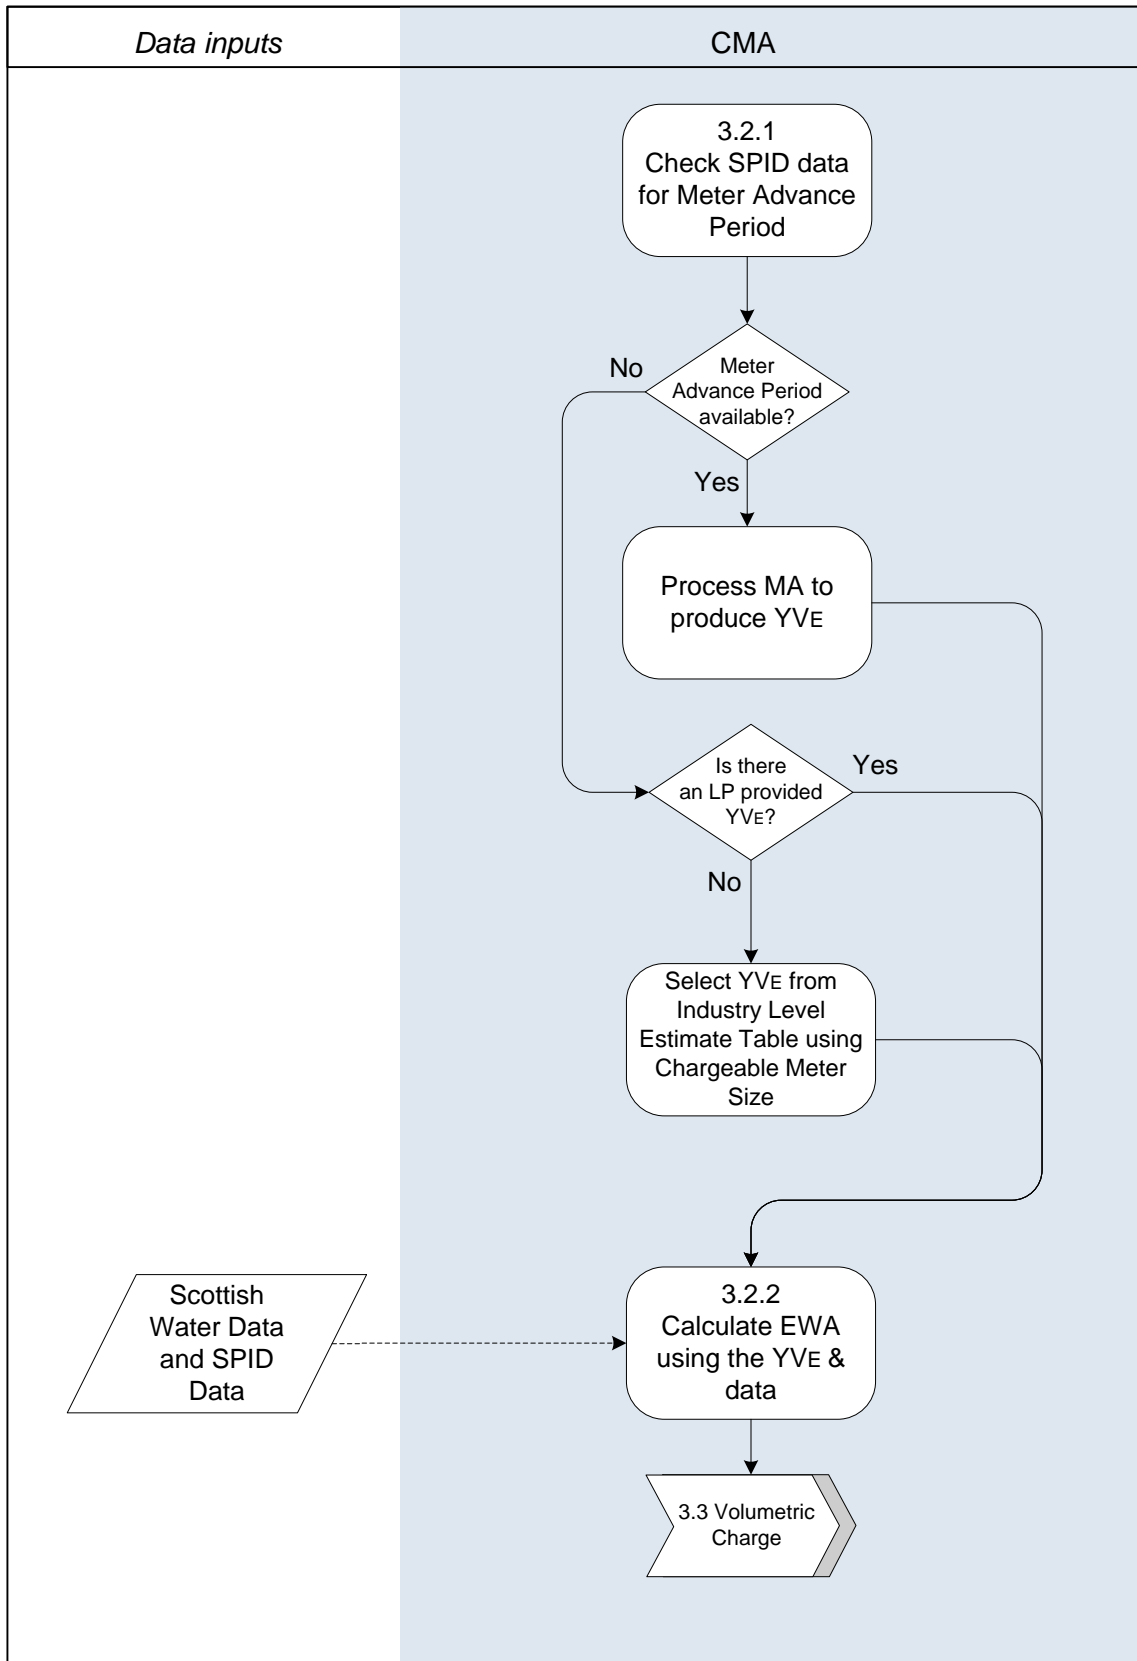 Data inputs
CMA
3.2.1
Check SPID data
for Meter Advance
Period
No
Meter
Advance Period
available?
Yes
Process MA to
produce YVE
Is there
an LP provided
YVE?
Yes
No
Select YVE from
Industry Level
Estimate Table using
Chargeable Meter
Size
Scottish
Water Data
and SPID
Data
3.2.2
Calculate EWA
using the YVE &
data
3.3 Volumetric
Charge